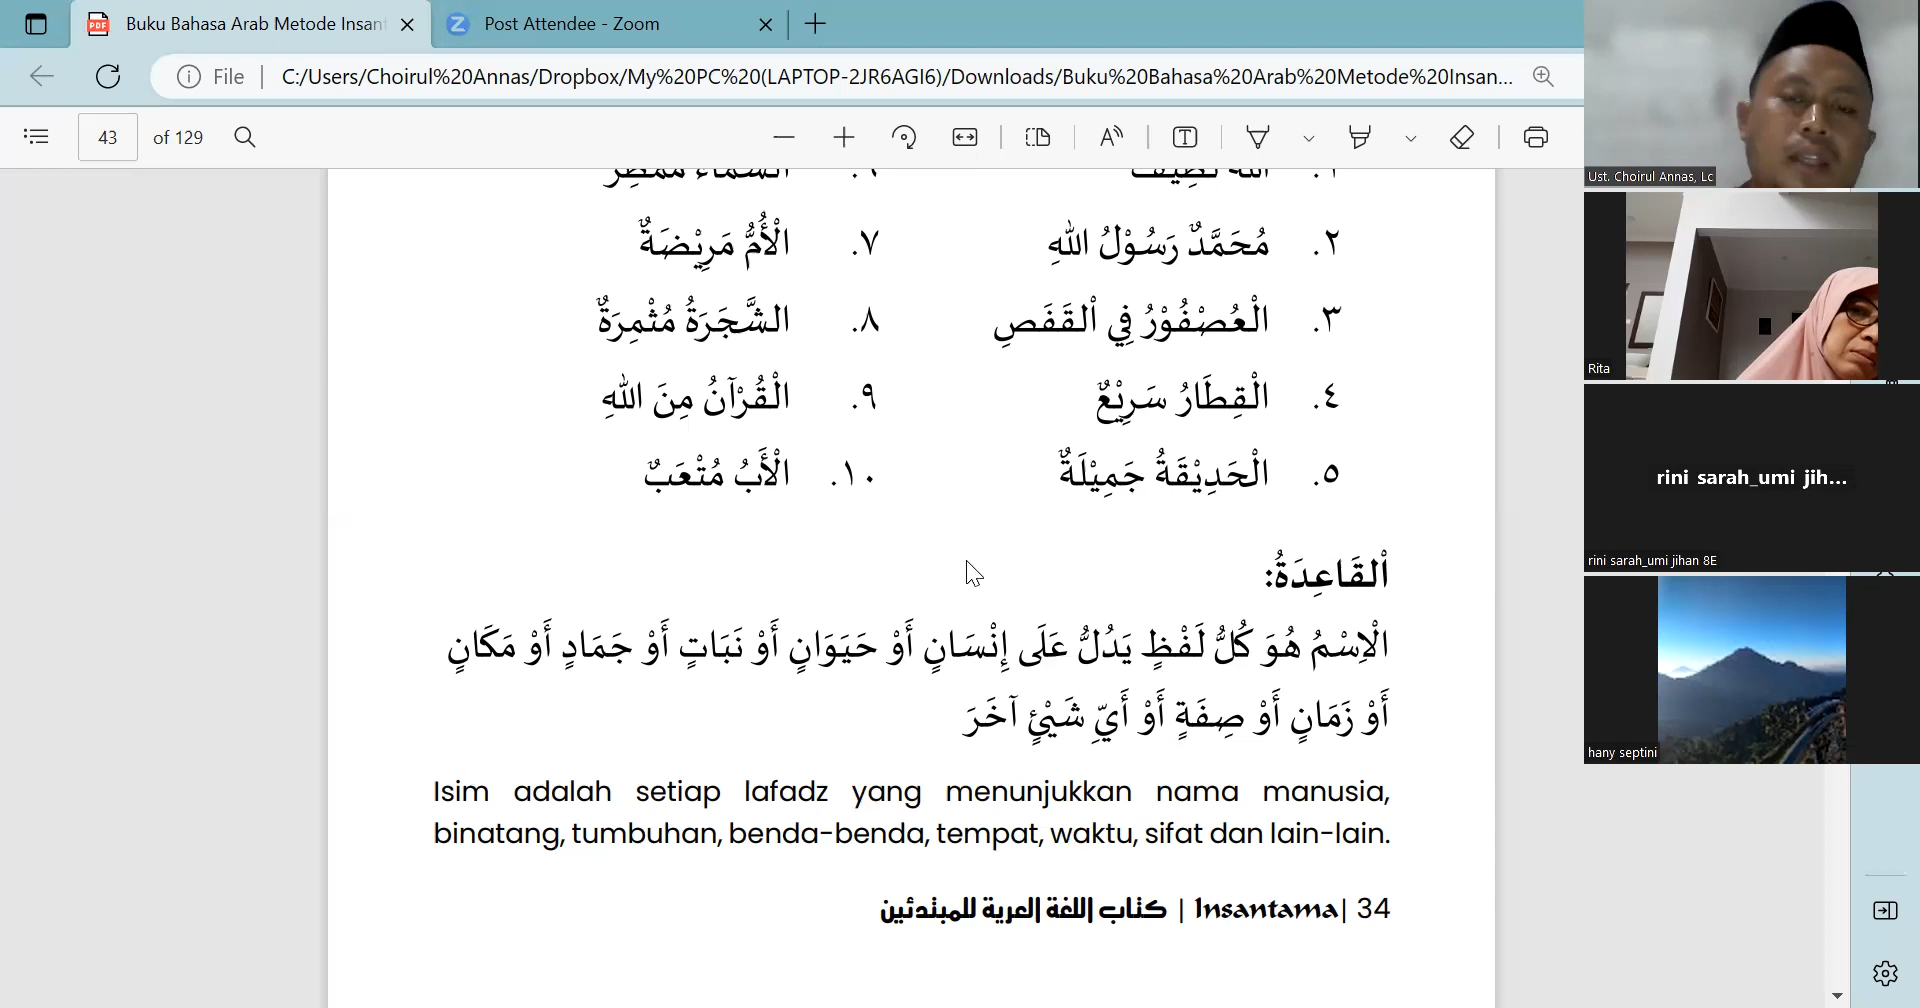 Buku Bahasa Arab Metode Insan
Post Attendee - Zoom
File
C:/Users/Choirul%20Annas/Dropbox/My%20PC%20(LAPTOP-2JR6AGI6)/Downloads/Buku%20Bahasa%20Arab%20Metode%20Insan...
43 of 129
٢. مُحَمَّدٌ رَسُوْلُ اللهِ
٧. الْأُمُّ مَرِيْضَةٌ
٣. الْعُصْفُوْرُ فِي ٱلقَفَصِ
٨. الشَّجَرَةُ مُثْمِرَةٌ
٤. الْقِطَارُ سَرِيْعٌ
٩. الْقُرْآنُ مِنَ اللهِ
٥. الْحَدِيْقَةُ جَمِيْلَةٌ
١٠. الْأَبُ مُتْعَبٌ
ٱلقَاعِدَةُ:
الْاِسْمُ هُوَ كُلُّ لَفْظٍ يَدُلُّ عَلَى إِنْسَانٍ أَوْ حَيَوَانٍ أَوْ نَبَاتٍ أَوْ جَمَادٍ أَوْ مَكَانٍ
أَوْ زَمَانٍ أَوْ صِفَةٍ أَوْ أَيِّ شَيْئٍ آخَرَ
Isim adalah setiap lafadz yang menunjukkan nama manusia,
binatang, tumbuhan, benda-benda, tempat, waktu, sifat dan lain-lain.
كتاب اللغة العربية للمبتدئين | Insantama| 34
Ust. Choirul Annas, Lc
Rita
rini sarah_umi jih...
rini sarah_umi jihan 8E
hany septini